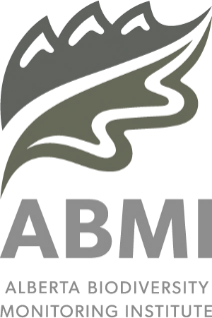 ABMI
ALBERTA BIODIVERSITY
MONITORING INSTITUTE